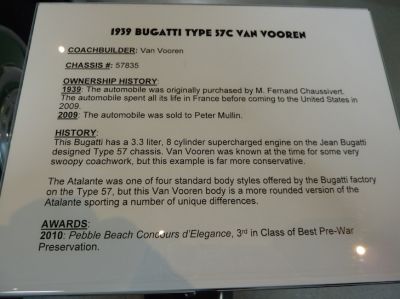 1939 BUGATTI TYPE 57C VAN VOOREN
COACHBUILDER: Van Vooren
CHASSIS #: 57835
OWNERSHIP HISTORY:
1939: The automobile was originally purchased by M. Fernand Chaussivert.
The automobile spent all its life in France before coming to the United States in
2009.
2009: The automobile was sold to Peter Mullin.
HISTORY:
This Bugatti has a 3.3 liter, 8 cylinder supercharged engine on the Jean Bugatti
designed Type 57 chassis. Van Vooren was known at the time for some very
swoopy coachwork, but this example is far more conservative.
The Atalante was one of four standard body styles offered by the Bugatti factory
on the Type 57, but this Van Vooren body is a more rounded version of the
Atalante sporting a number of unique differences.
AWARDS:
2010: Pebble Beach Concours d'Elegance, 3rd in Class of Best Pre-War
Preservation.